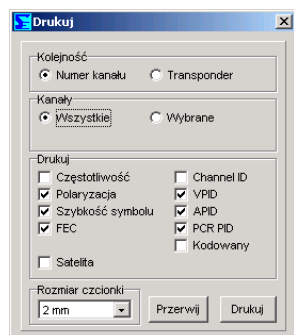 Drukuj
Kolejność
Numer kanału Transponder
Kanały
Wszystkie Wybrane
Drukuj
Częstotliwość Channel ID
Polaryzacja VPID
Szybkość symbolu APID
FEC PCR PID
Kodowany
Satelita
Rozmiar czcionki
2 mm Przerwij Drukuj